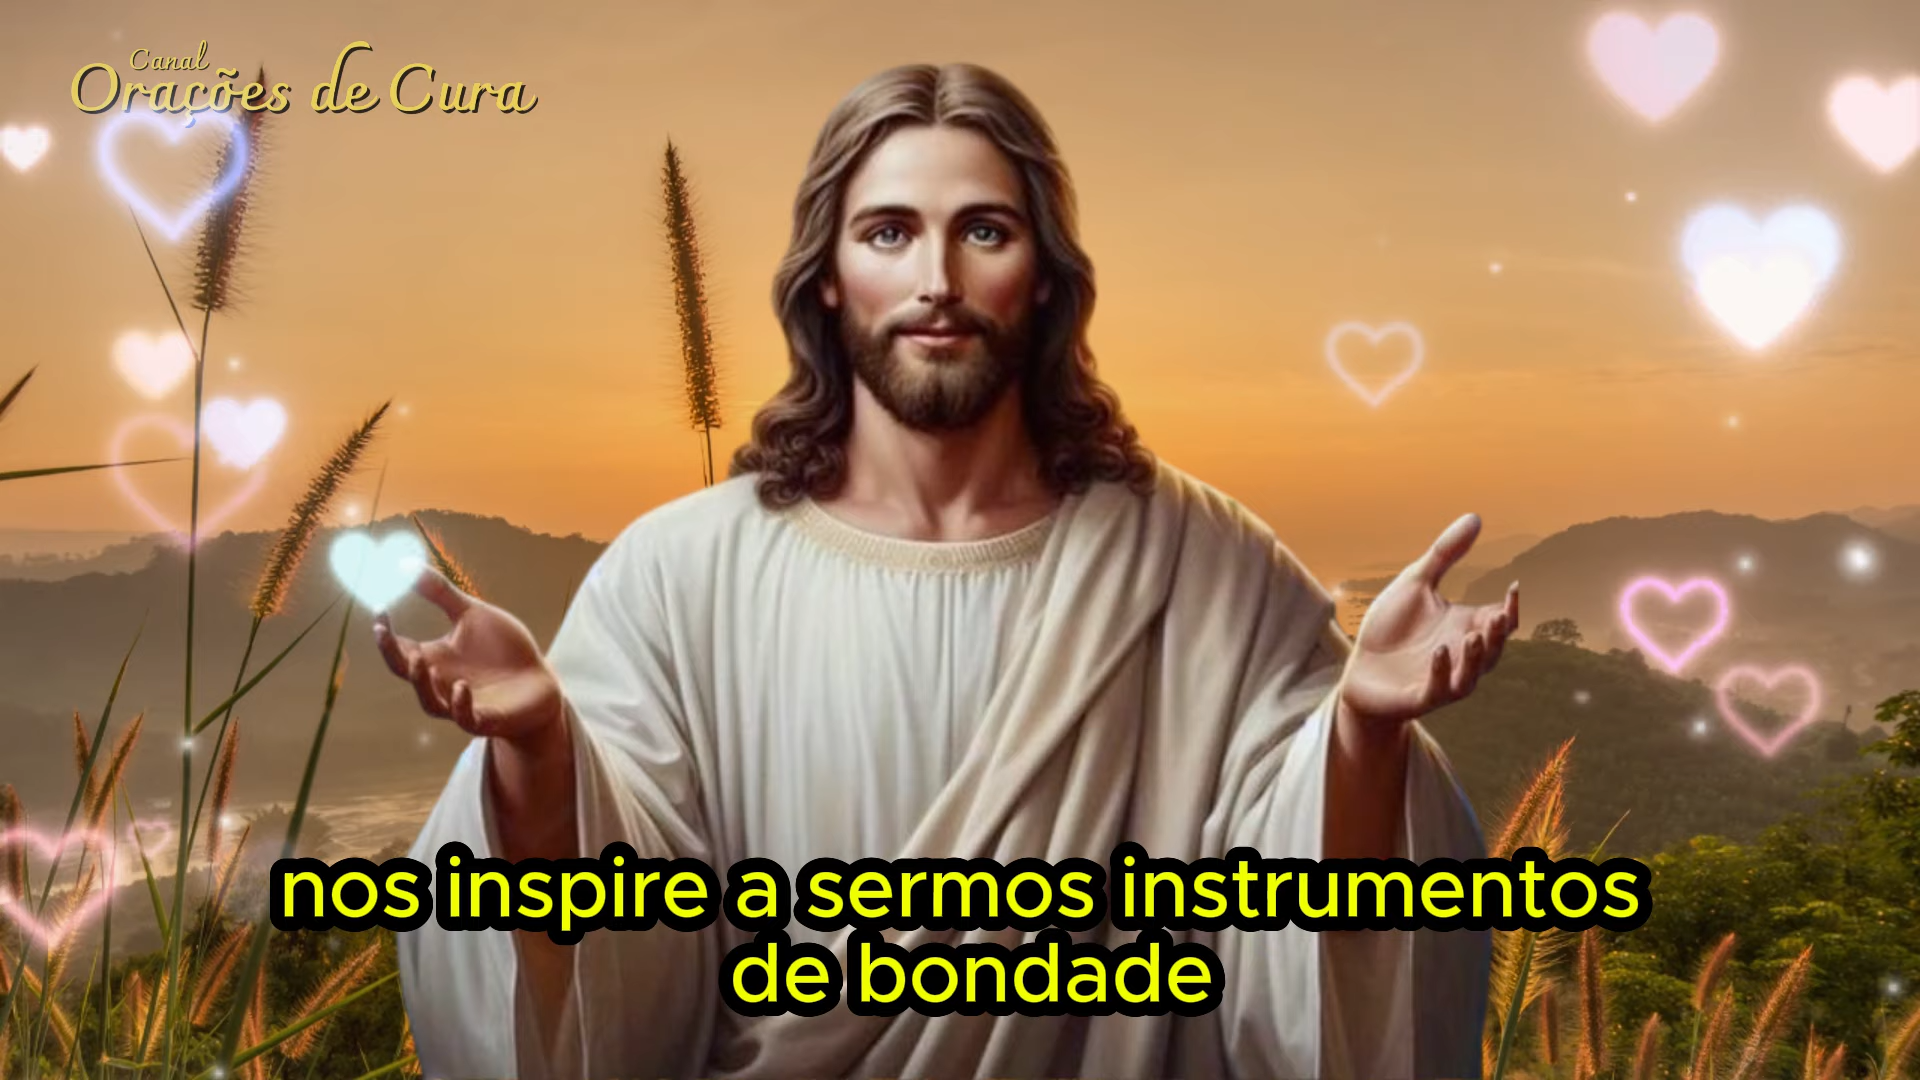 Canal
Orações de Cura
nos inspire a sermos instrumentos
de bondade